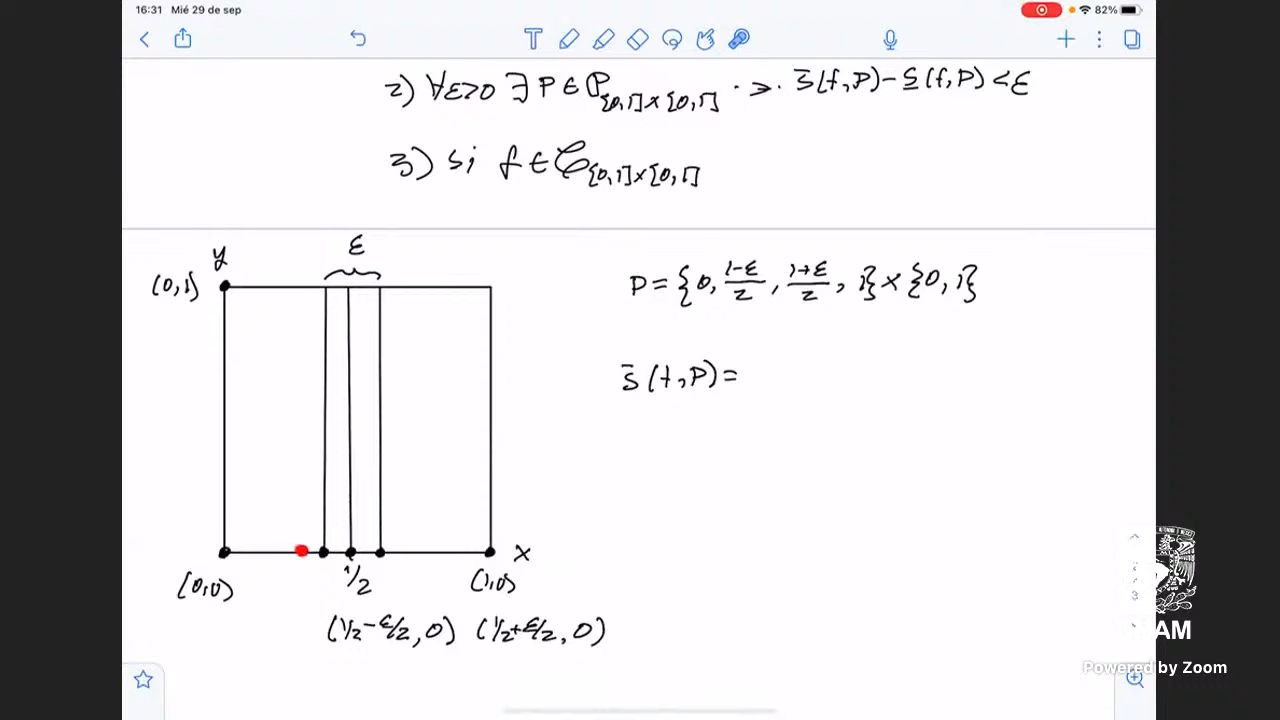 16:31 Mié 29 de sep
82%
2) ∀ε>0 ∃ P ∈ P_{[0,1]×[0,1]} ·∋· S̄(f,P) − S̲(f,P) < ε
3) si f ∈ C_{[0,1]×[0,1]}
y
ε
(0,1)
P = {0, (1-ε)/2, (1+ε)/2, 1} × {0, 1}
S̄(f,P) =
x
(0,0)
1/2
(1,0)
(1/2-ε/2, 0) (1/2+ε/2, 0)
Powered by Zoom